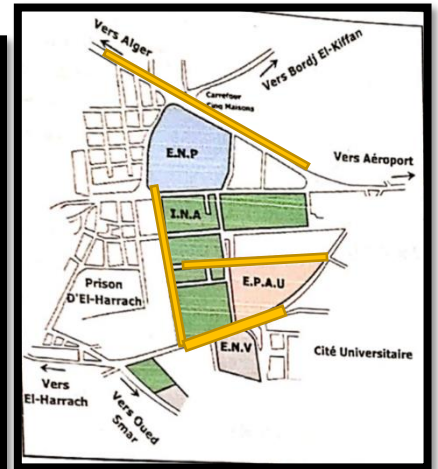 Vers Alger
Vers Bordj El-Kiffan
Carrefour
Cinq Maisons
E.N.P
Vers Aéroport
I.N.A
Prison
D'El-Harrach
E.P.A.U
E.N.V
Cité Universitaire
Vers
El-Harrach
Vers Oued
Smar